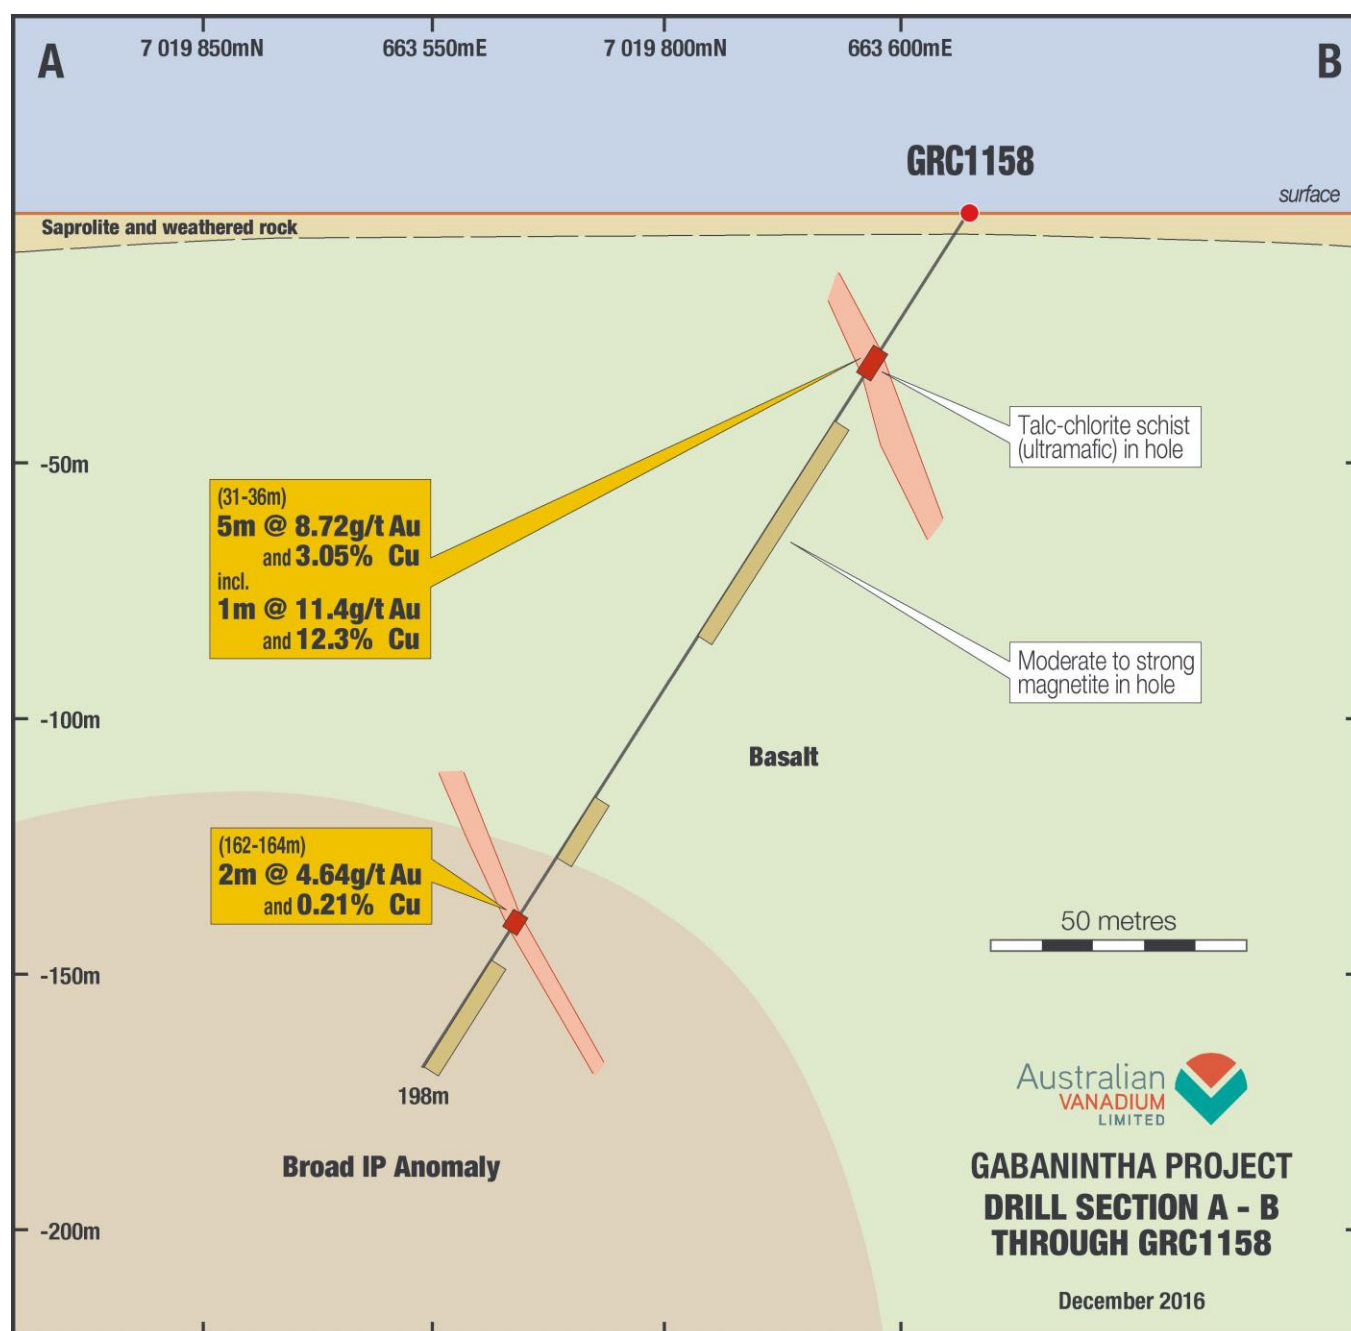 A
7 019 850mN
663 550mE
7 019 800mN
663 600mE
B
GRC1158
surface
Saprolite and weathered rock
Talc-chlorite schist
(ultramafic) in hole
-50m
(31-36m)
5m @ 8.72g/t Au
and 3.05% Cu
incl.
1m @ 11.4g/t Au
and 12.3% Cu
Moderate to strong
magnetite in hole
-100m
Basalt
(162-164m)
2m @ 4.64g/t Au
and 0.21% Cu
50 metres
-150m
198m
Australian
VANADIUM
LIMITED
Broad IP Anomaly
GABANINTHA PROJECT
DRILL SECTION A - B
THROUGH GRC1158
-200m
December 2016